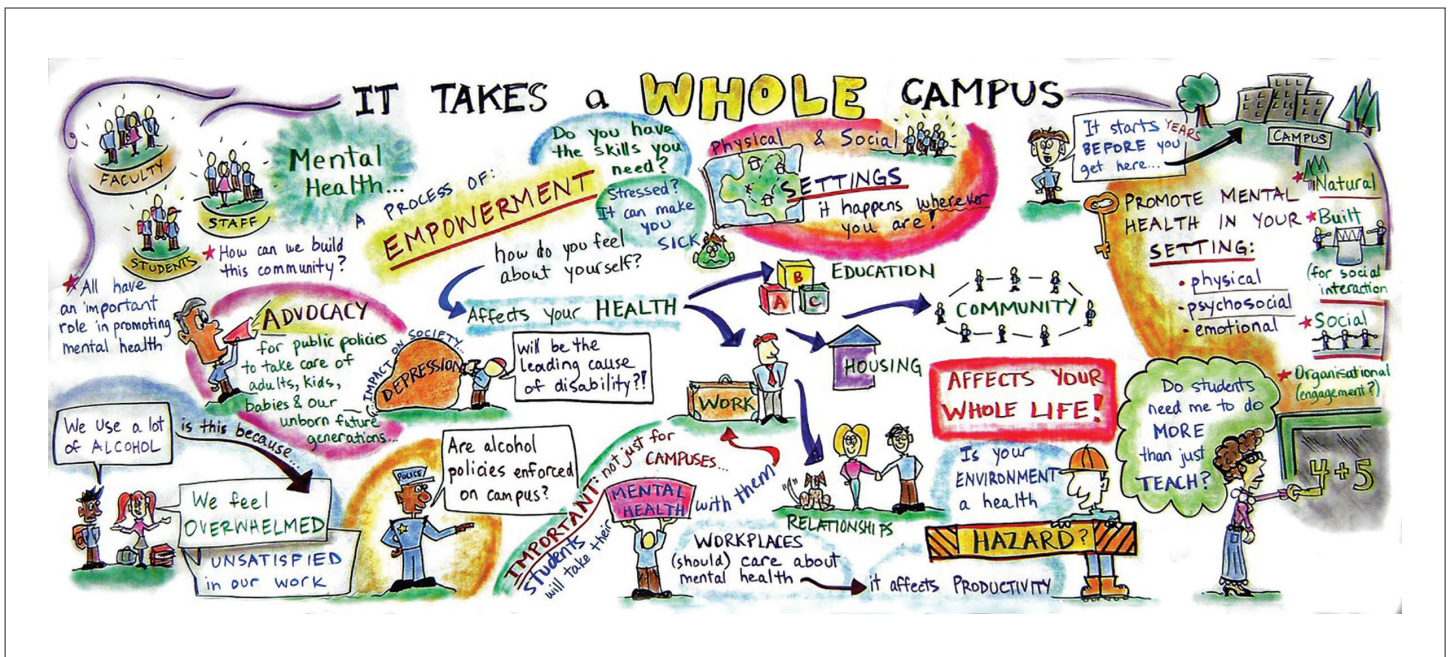 IT TAKES a WHOLE CAMPUS
FACULTY
STAFF
STUDENTS
★ How can we build
this community?
★ All have
an important
role in promoting
mental health
Mental
Health...
A PROCESS OF:
EMPOWERMENT
Do you have
the skills you
need?
Stressed?
It can make
you
SICK
how do you feel
about yourself?
Affects your HEALTH
Physical & Social
SETTINGS
it happens wherever
you are!
It starts YEARS
BEFORE you
get here...
CAMPUS
PROMOTE MENTAL
HEALTH IN YOUR
SETTING:
• physical
• psychosocial
• emotional
★ Natural
★ Built
(for social
interaction
★ Social
★ Organisational
(engagement?)
ADVOCACY
for public policies
to take care of
adults, kids,
babies & our
unborn future
generations...
IMPACT ON SOCIETY...
DEPRESSION
will be the
leading cause
of disability?!
B
A C
EDUCATION
COMMUNITY
HOUSING
WORK
AFFECTS YOUR
WHOLE LIFE!
We use a lot
of ALCOHOL
is this because...
We feel
OVERWHELMED
UNSATISFIED
in our work
POLICE
Are alcohol
policies enforced
on campus?
IMPORTANT: not just for
CAMPUSES...
students
will take their
MENTAL
HEALTH
with them
RELATIONSHIPS
WORKPLACES
(should) care about
mental health
it affects PRODUCTIVITY
Is your
ENVIRONMENT
a health
HAZARD?
Do students
need me to do
MORE
than just
TEACH?
4+5